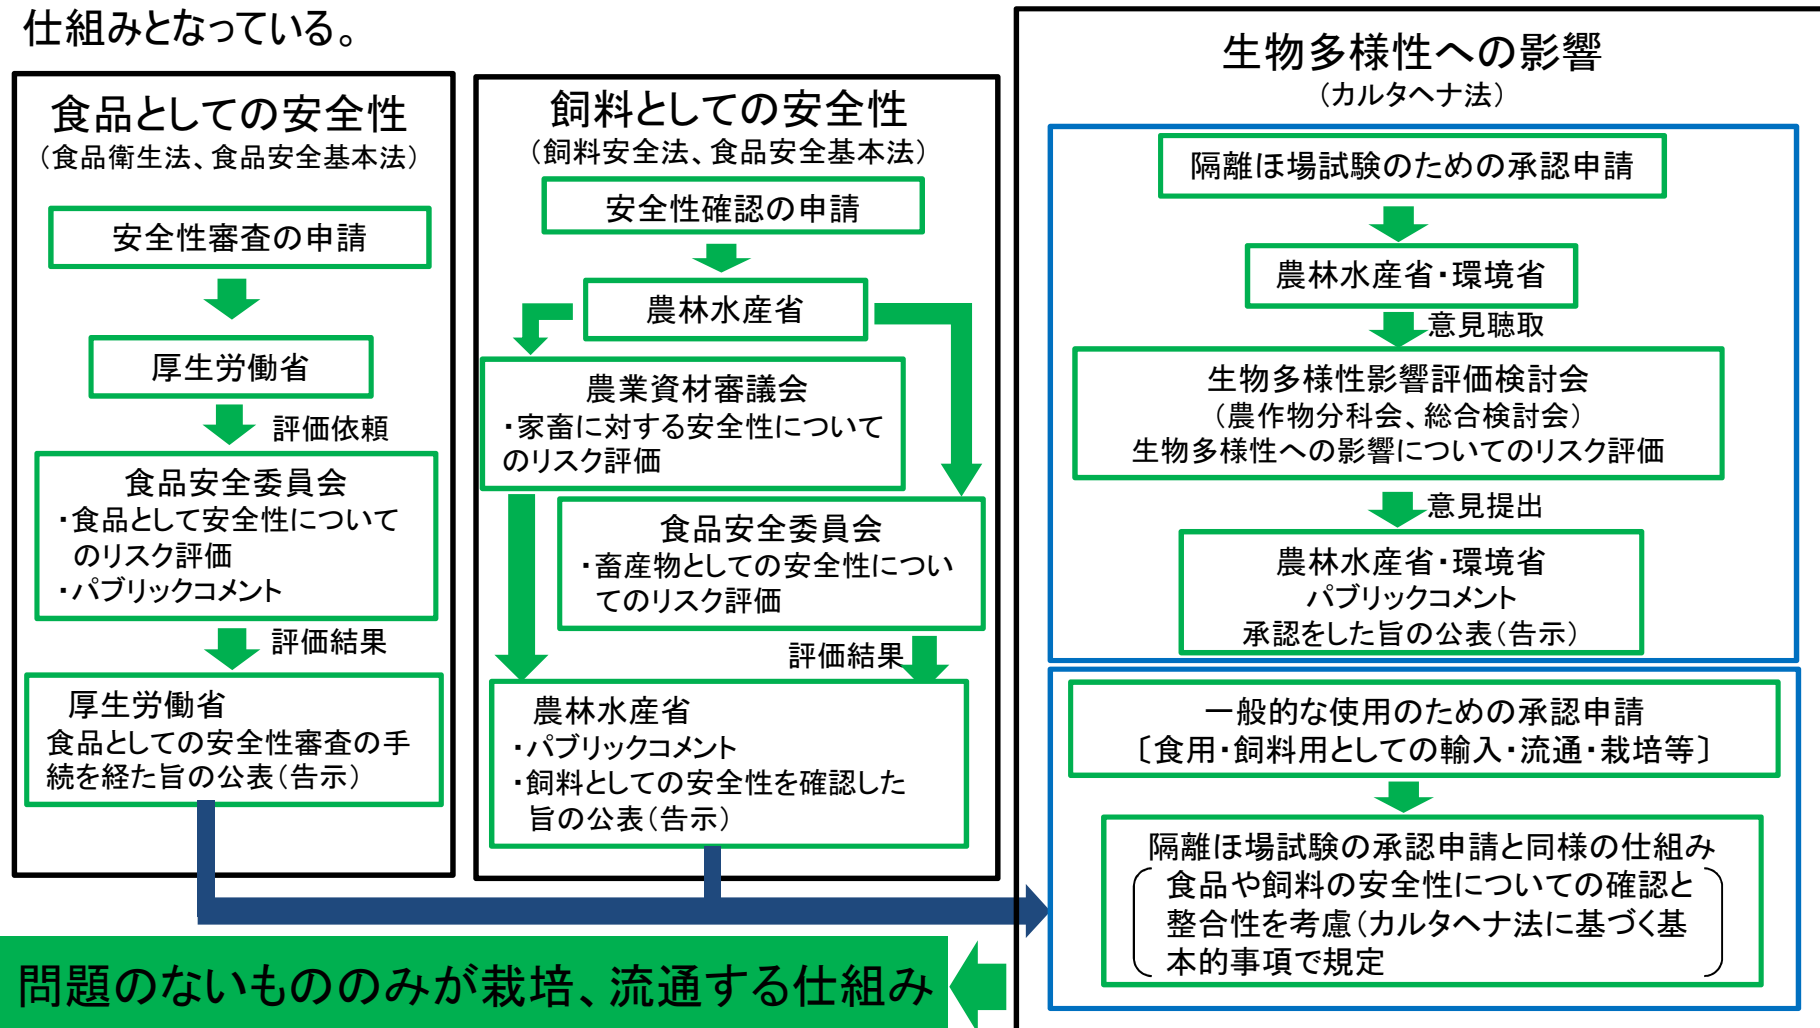 仕組みとなっている。
食品としての安全性
（食品衛生法、食品安全基本法）
安全性審査の申請
厚生労働省
評価依頼
食品安全委員会
・食品として安全性について
のリスク評価
・パブリックコメント
評価結果
厚生労働省
食品としての安全性審査の手
続を経た旨の公表（告示）
飼料としての安全性
（飼料安全法、食品安全基本法）
安全性確認の申請
農林水産省
農業資材審議会
・家畜に対する安全性について
のリスク評価
食品安全委員会
・畜産物としての安全性につい
てのリスク評価
評価結果
農林水産省
・パブリックコメント
・飼料としての安全性を確認した
旨の公表（告示）
生物多様性への影響
（カルタヘナ法）
隔離ほ場試験のための承認申請
農林水産省・環境省
意見聴取
生物多様性影響評価検討会
（農作物分科会、総合検討会）
生物多様性への影響についてのリスク評価
意見提出
農林水産省・環境省
パブリックコメント
承認をした旨の公表（告示）
一般的な使用のための承認申請
〔食用・飼料用としての輸入・流通・栽培等〕
隔離ほ場試験の承認申請と同様の仕組み
食品や飼料の安全性についての確認と
整合性を考慮（カルタヘナ法に基づく基
本的事項で規定
問題のないもののみが栽培、流通する仕組み